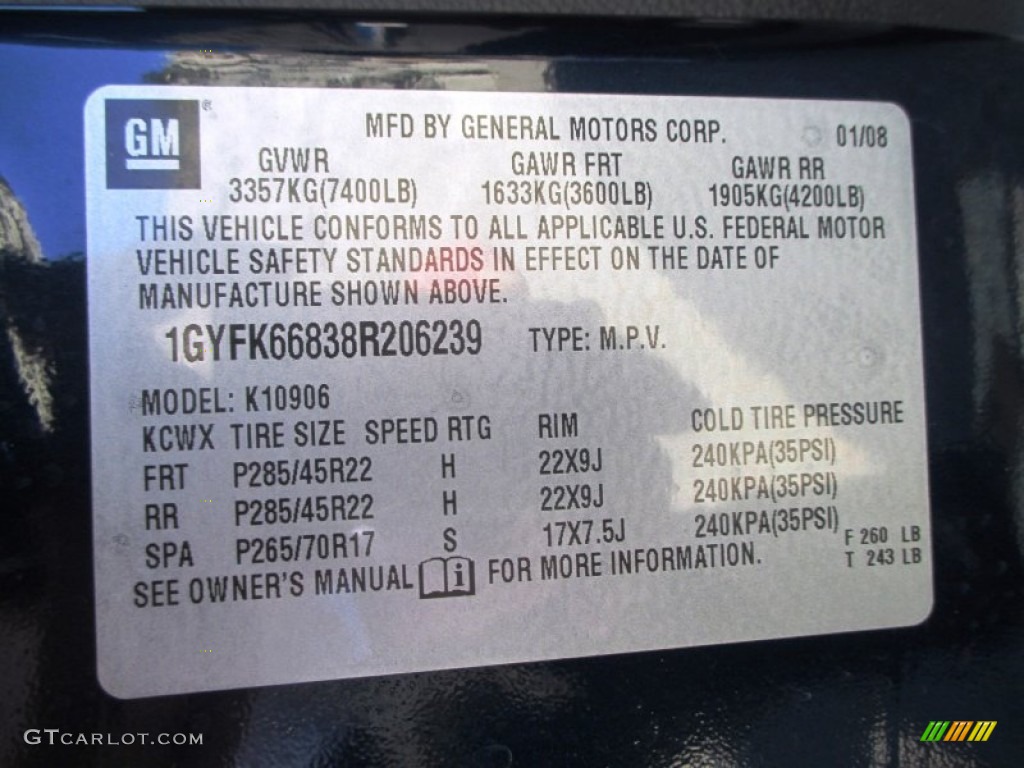 GM®
MFD BY GENERAL MOTORS CORP. 01/08
GVWR GAWR FRT GAWR RR
3357KG(7400LB) 1633KG(3600LB) 1905KG(4200LB)
THIS VEHICLE CONFORMS TO ALL APPLICABLE U.S. FEDERAL MOTOR
VEHICLE SAFETY STANDARDS IN EFFECT ON THE DATE OF
MANUFACTURE SHOWN ABOVE.
1GYFK66838R206239 TYPE: M.P.V.
MODEL: K10906
KCWX TIRE SIZE SPEED RTG RIM COLD TIRE PRESSURE
FRT P285/45R22 H 22X9J 240KPA(35PSI)
RR P285/45R22 H 22X9J 240KPA(35PSI)
SPA P265/70R17 S 17X7.5J 240KPA(35PSI)
F 260 LB
T 243 LB
SEE OWNER'S MANUAL i FOR MORE INFORMATION.
GTCARLOT.COM